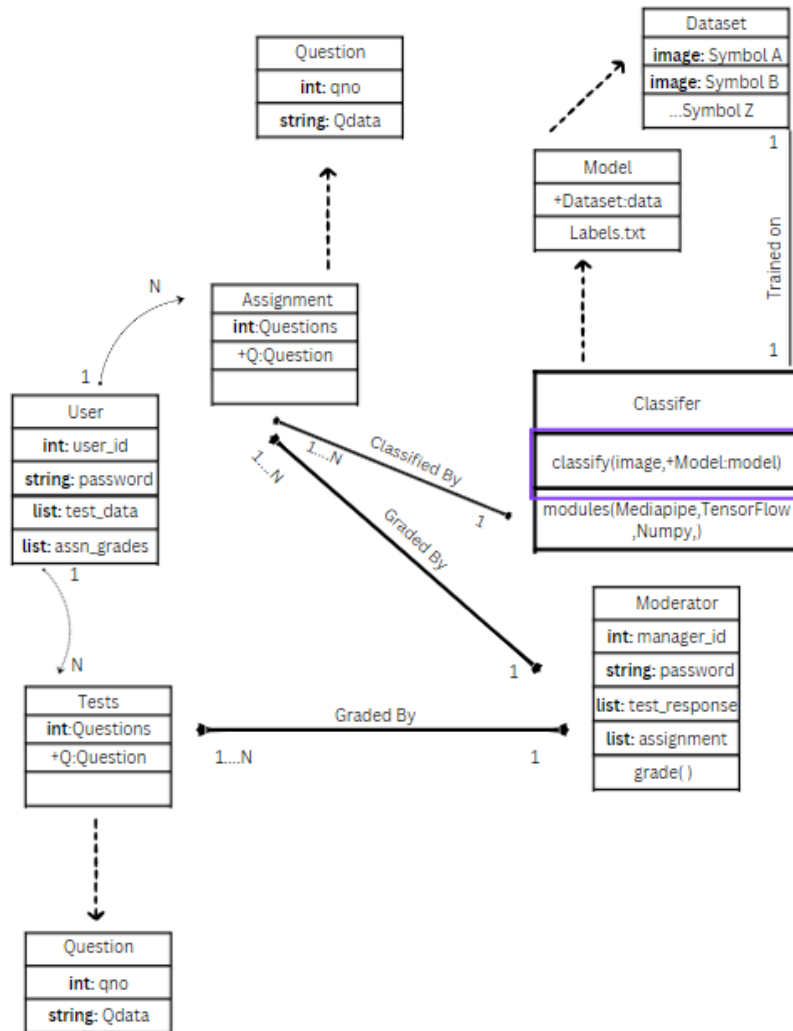 Dataset
image: Symbol A
image: Symbol B
...Symbol Z
Question
int: qno
string: Qdata
1
Model
+Dataset:data
Labels.txt
Trained on
1
N
Assignment
int:Questions
+Q:Question
1
User
int: user_id
string: password
list: test_data
list: assn_grades
1
Classifer
classify(image,+Model:model)
modules(Mediapipe,TensorFlow
,Numpy,)
1....N
Classified By
1
1...N
Graded By
1
Moderator
int: manager_id
string: password
list: test_response
list: assignment
grade( )
N
Tests
int:Questions
+Q:Question
Graded By
1....N
1
Question
int: qno
string: Qdata